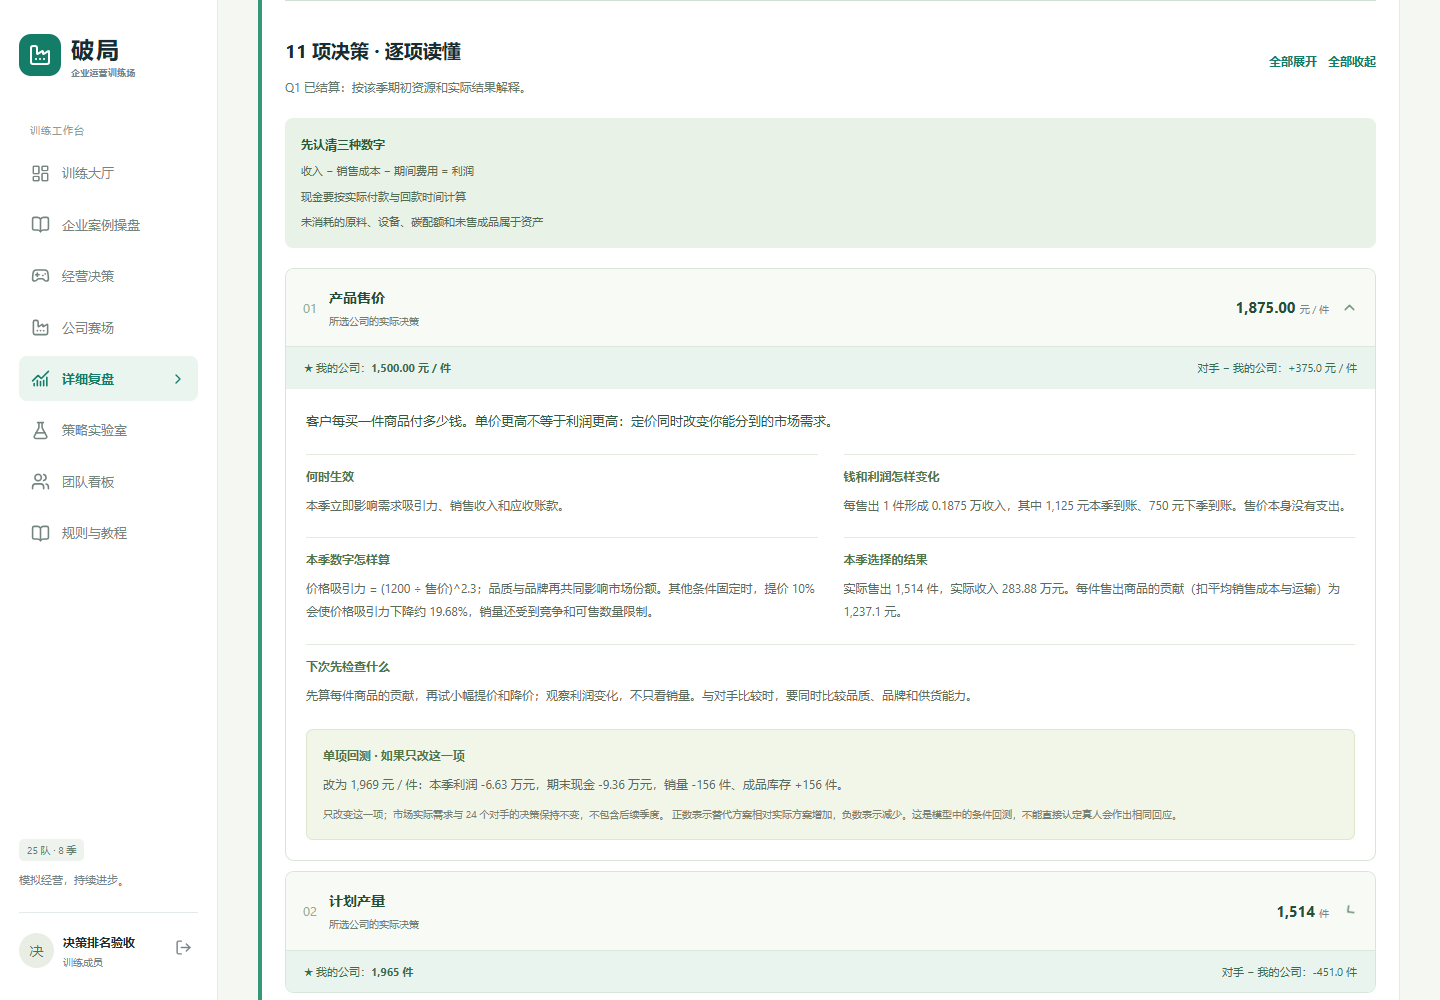 破局
企业运营训练场
训练工作台
训练大厅
企业案例操盘
经营决策
公司赛场
详细复盘
策略实验室
团队看板
规则与教程
25 队 · 8 季
模拟经营，持续进步。
决
决策排名验收
训练成员
11 项决策 · 逐项读懂
全部展开 全部收起
Q1 已结算：按该季期初资源和实际结果解释。
先认清三种数字
收入 − 销售成本 − 期间费用 = 利润
现金要按实际付款与回款时间计算
未消耗的原料、设备、碳配额和未售成品属于资产
01 产品售价
所选公司的实际决策
1,875.00 元 / 件
★ 我的公司：1,500.00 元 / 件
对手 − 我的公司：+375.0 元 / 件
客户每买一件商品付多少钱。单价更高不等于利润更高：定价同时改变你能分到的市场需求。
何时生效
本季立即影响需求吸引力、销售收入和应收账款。
钱和利润怎样变化
每售出 1 件形成 0.1875 万收入，其中 1,125 元本季到账、750 元下季到账。售价本身没有支出。
本季数字怎样算
价格吸引力 = (1200 ÷ 售价)^2.3；品质与品牌再共同影响市场份额。其他条件固定时，提价 10%
会使价格吸引力下降约 19.68%，销量还受到竞争和可售数量限制。
本季选择的结果
实际售出 1,514 件，实际收入 283.88 万元。每件售出商品的贡献（扣平均销售成本与运输）为
1,237.1 元。
下次先检查什么
先算每件商品的贡献，再试小幅提价和降价；观察利润变化，不只看销量。与对手比较时，要同时比较品质、品牌和供货能力。
单项回测 · 如果只改这一项
改为 1,969 元 / 件：本季利润 -6.63 万元，期末现金 -9.36 万元，销量 -156 件、成品库存 +156 件。
只改变这一项；市场实际需求与 24 个对手的决策保持不变，不包含后续季度。 正数表示替代方案相对实际方案增加，负数表示减少。这是模型中的条件回测，不能直接认定真人会作出相同回应。
02 计划产量
所选公司的实际决策
1,514 件
★ 我的公司：1,965 件
对手 − 我的公司：-451.0 件